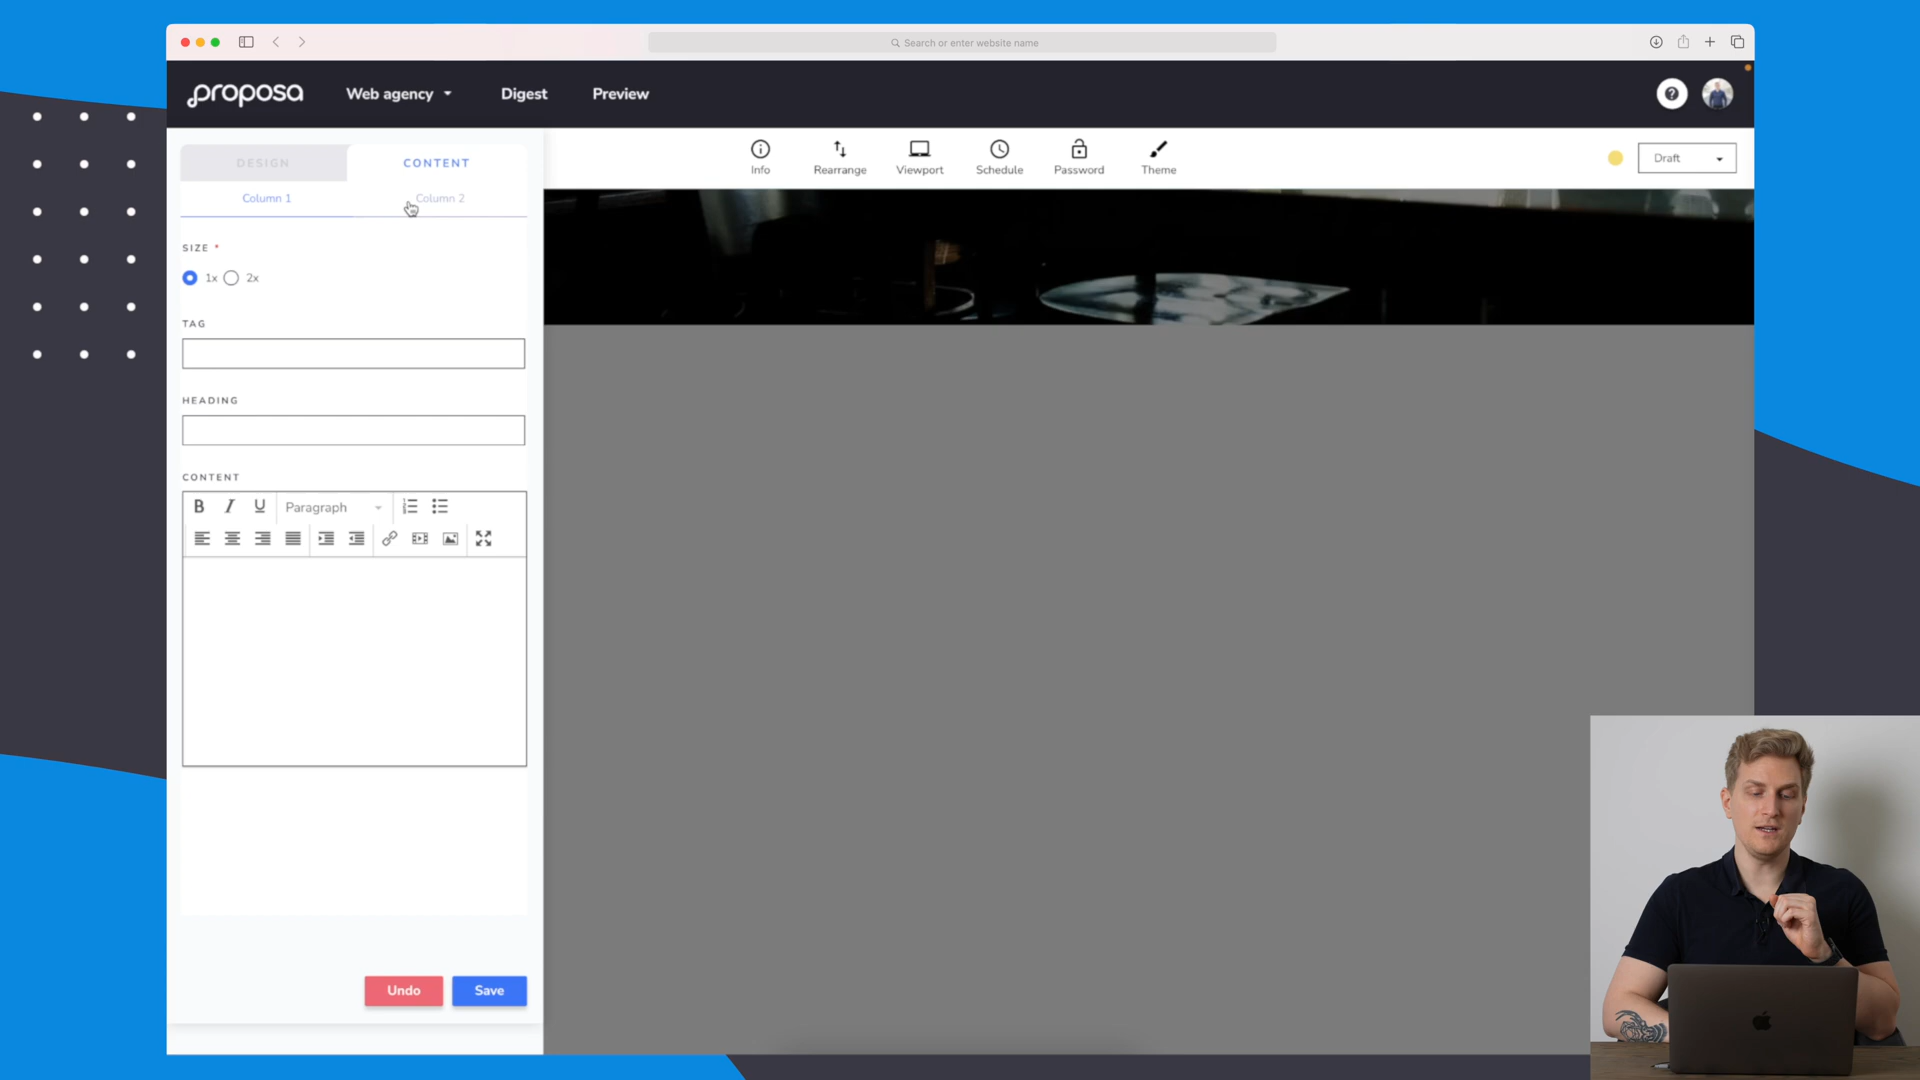 Search or enter website name
proposa
Web agency
Digest
Preview
DESIGN
CONTENT
Info
Rearrange
Viewport
Schedule
Password
Theme
Draft
Column 1
Column 2
SIZE *
1x
2x
TAG
HEADING
CONTENT
B I U Paragraph
Undo
Save